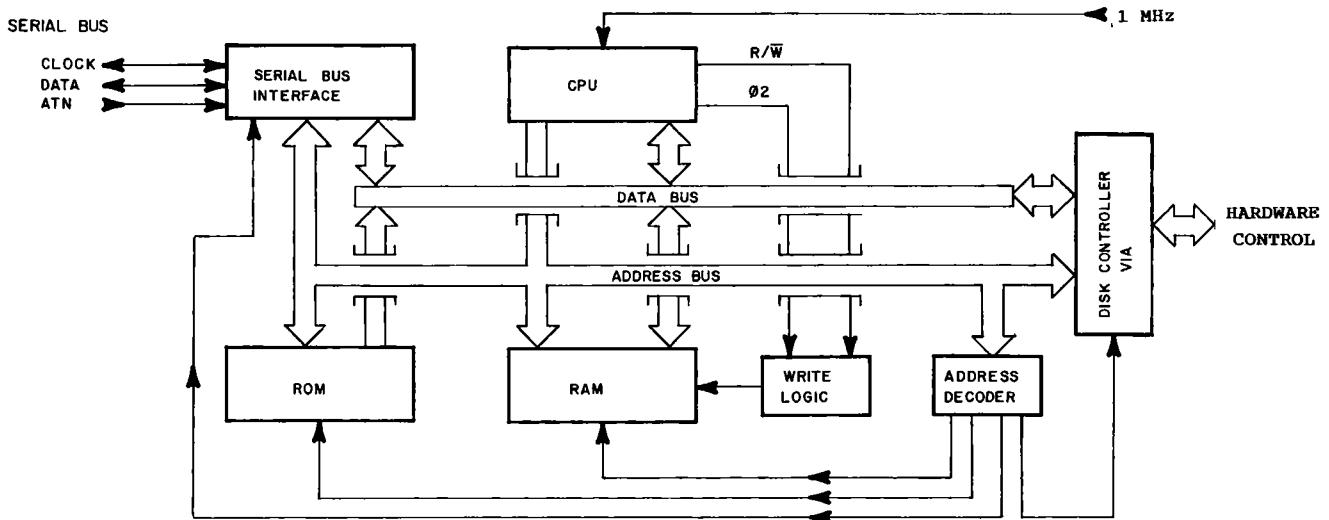 SERIAL BUS
CLOCK
DATA
ATN
SERIAL BUS
INTERFACE
CPU
1 MHz
R/W̅
Ø2
DATA BUS
ADDRESS BUS
DISK CONTROLLER
VIA
HARDWARE
CONTROL
ROM
RAM
WRITE
LOGIC
ADDRESS
DECODER